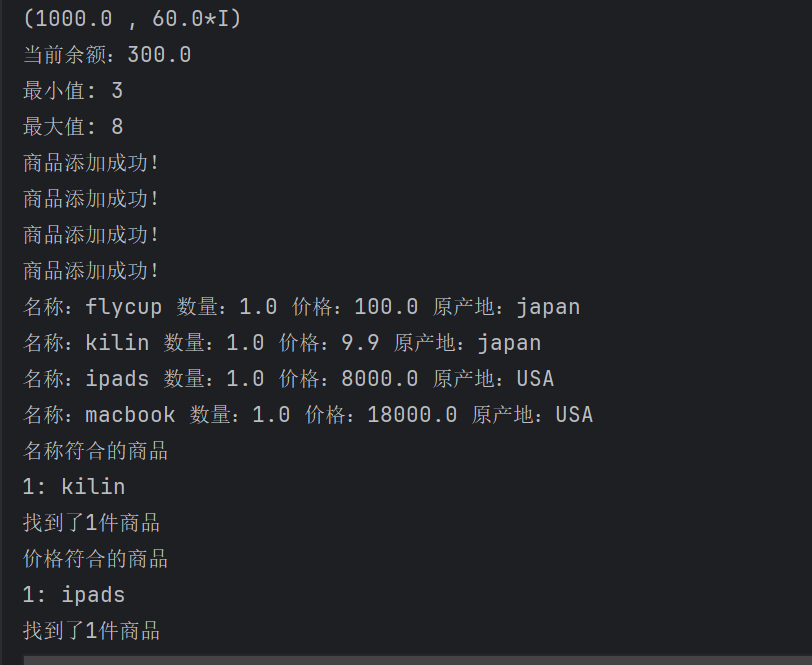 (1000.0 , 60.0*I)
当前余额：300.0
最小值: 3
最大值: 8
商品添加成功!
商品添加成功!
商品添加成功!
商品添加成功!
名称：flycup 数量：1.0 价格：100.0 原产地：japan
名称：kilin 数量：1.0 价格：9.9 原产地：japan
名称：ipads 数量：1.0 价格：8000.0 原产地：USA
名称：macbook 数量：1.0 价格：18000.0 原产地：USA
名称符合的商品
1: kilin
找到了1件商品
价格符合的商品
1: ipads
找到了1件商品